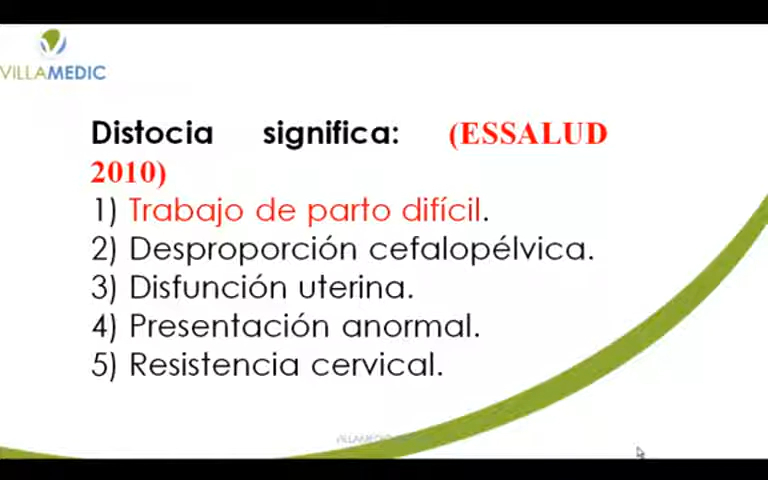 VILLAMEDIC
Distocia significa: (ESSALUD
2010)
1) Trabajo de parto difícil.
2) Desproporción cefalopélvica.
3) Disfunción uterina.
4) Presentación anormal.
5) Resistencia cervical.